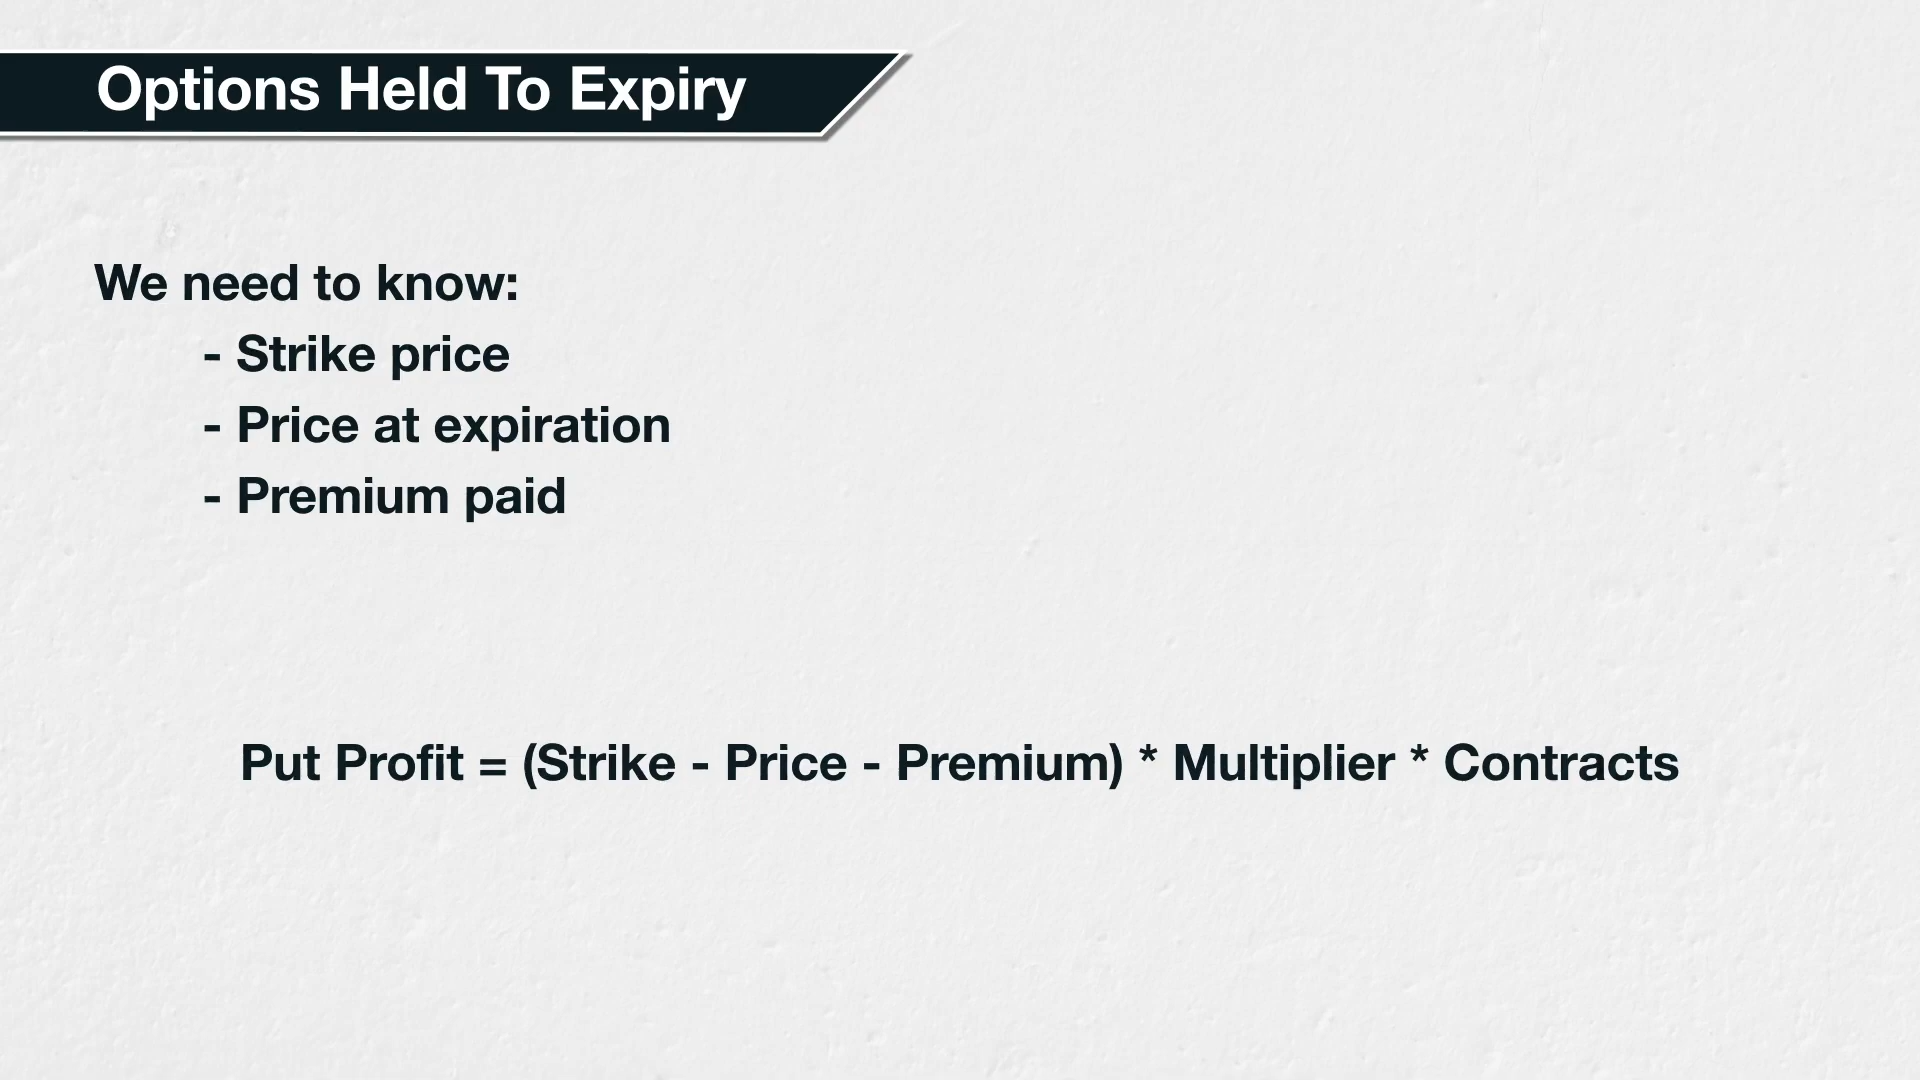 Options Held To Expiry
We need to know:
- Strike price
- Price at expiration
- Premium paid
Put Profit = (Strike - Price - Premium) * Multiplier * Contracts